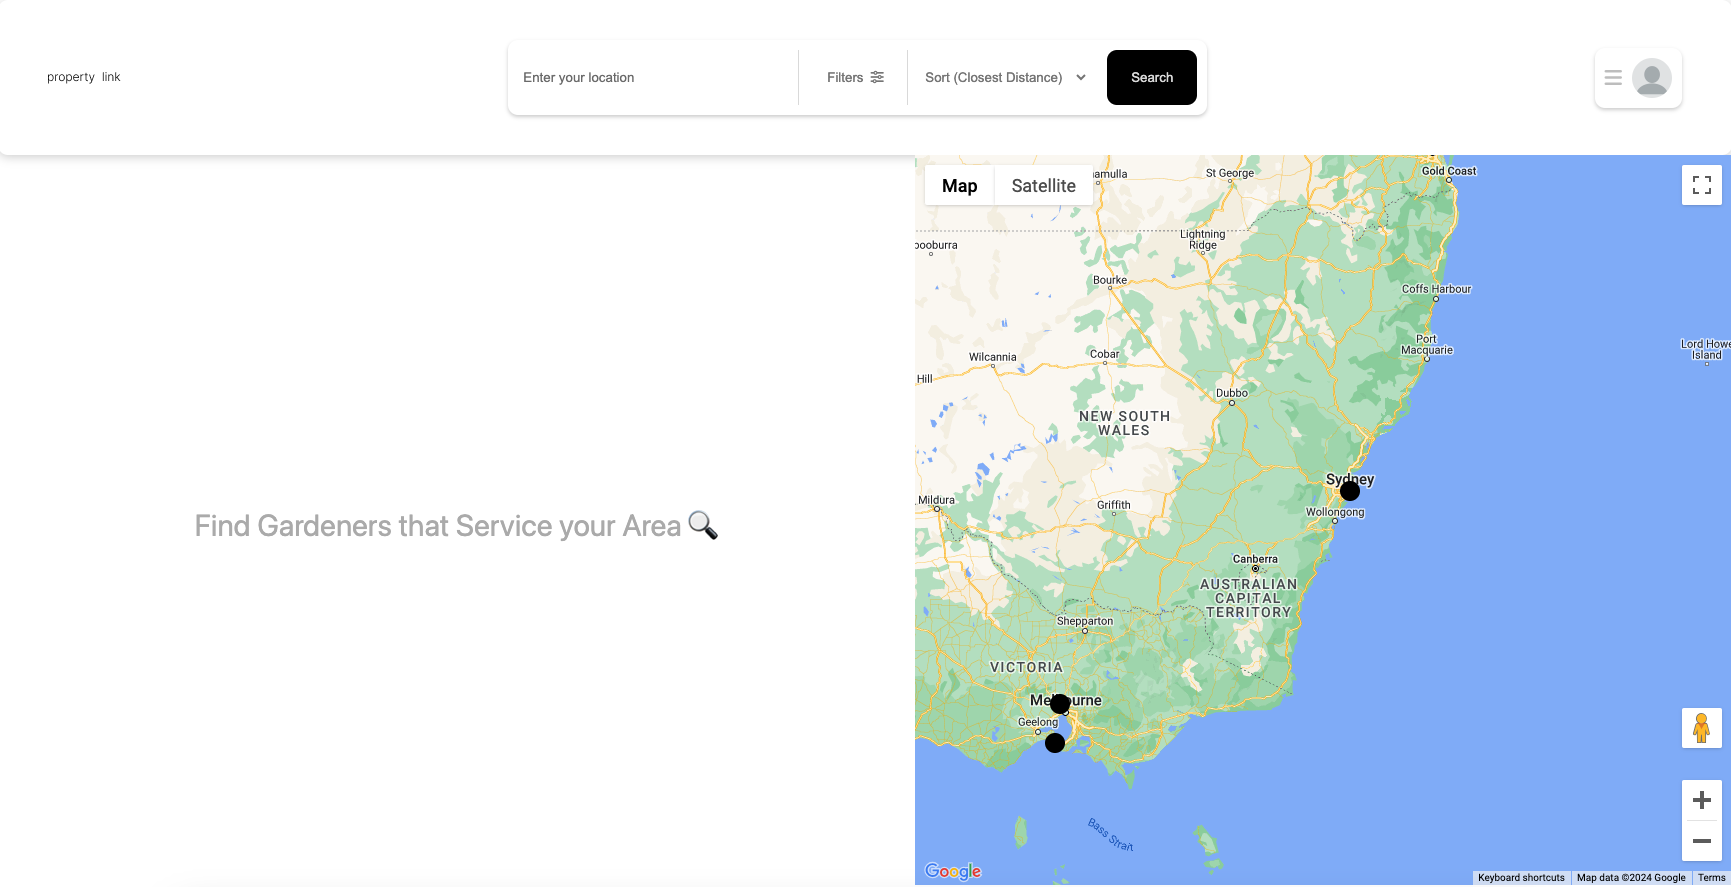 property link
Enter your location
Filters
Sort (Closest Distance)
Search
Find Gardeners that Service your Area
Map
Satellite
amulla
St George
Gold Coast
Lightning
Ridge
ooburra
Bourke
Coffs Harbour
Port
Macquarie
Lord Howe
Island
Wilcannia
Cobar
Hill
Dubbo
NEW SOUTH
WALES
Sydney
Mildura
Griffith
Wollongong
Canberra
AUSTRALIAN
CAPITAL
TERRITORY
Shepparton
VICTORIA
Melbourne
Geelong
Bass Strait
Google
Keyboard shortcuts
Map data ©2024 Google
Terms